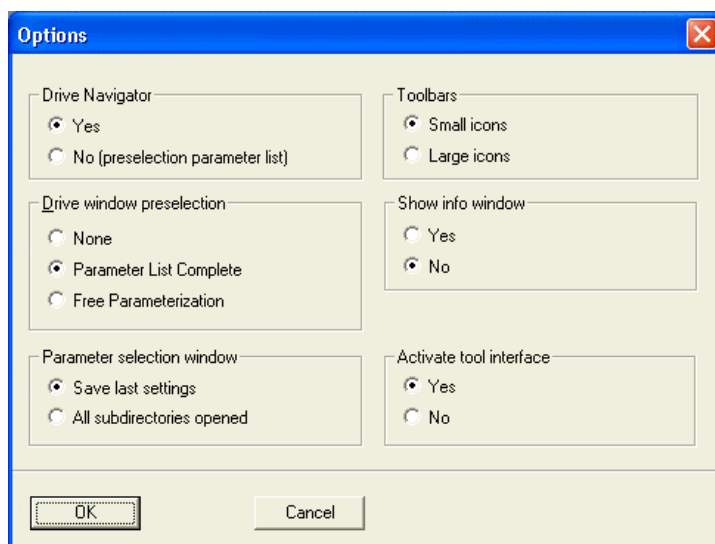 Options
Drive Navigator
Yes
No (preselection parameter list)
Toolbars
Small icons
Large icons
Drive window preselection
None
Parameter List Complete
Free Parameterization
Show info window
Yes
No
Parameter selection window
Save last settings
All subdirectories opened
Activate tool interface
Yes
No
OK
Cancel